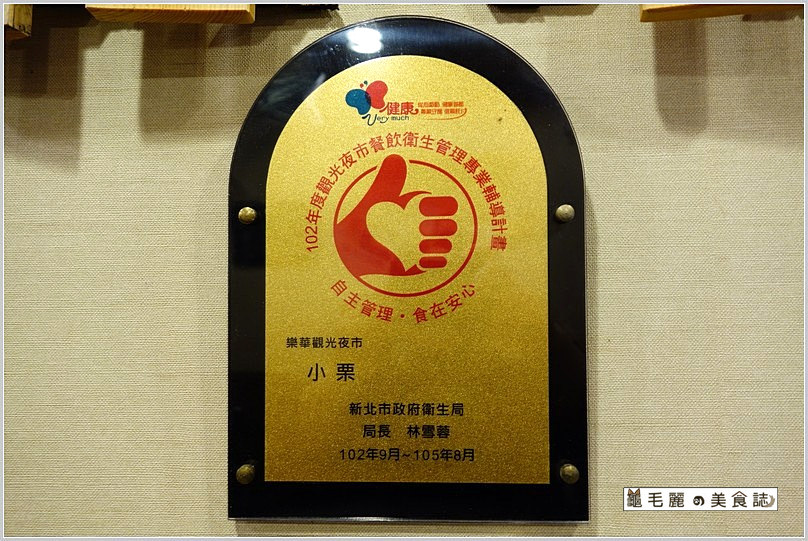 健康
Very much
102年度觀光夜市餐飲衛生管理專業輔導計畫
自主管理・食在安心
樂華觀光夜市
小栗
新北市政府衛生局
局長 林雪蓉
102年9月~105年8月
龜毛麗の美食誌